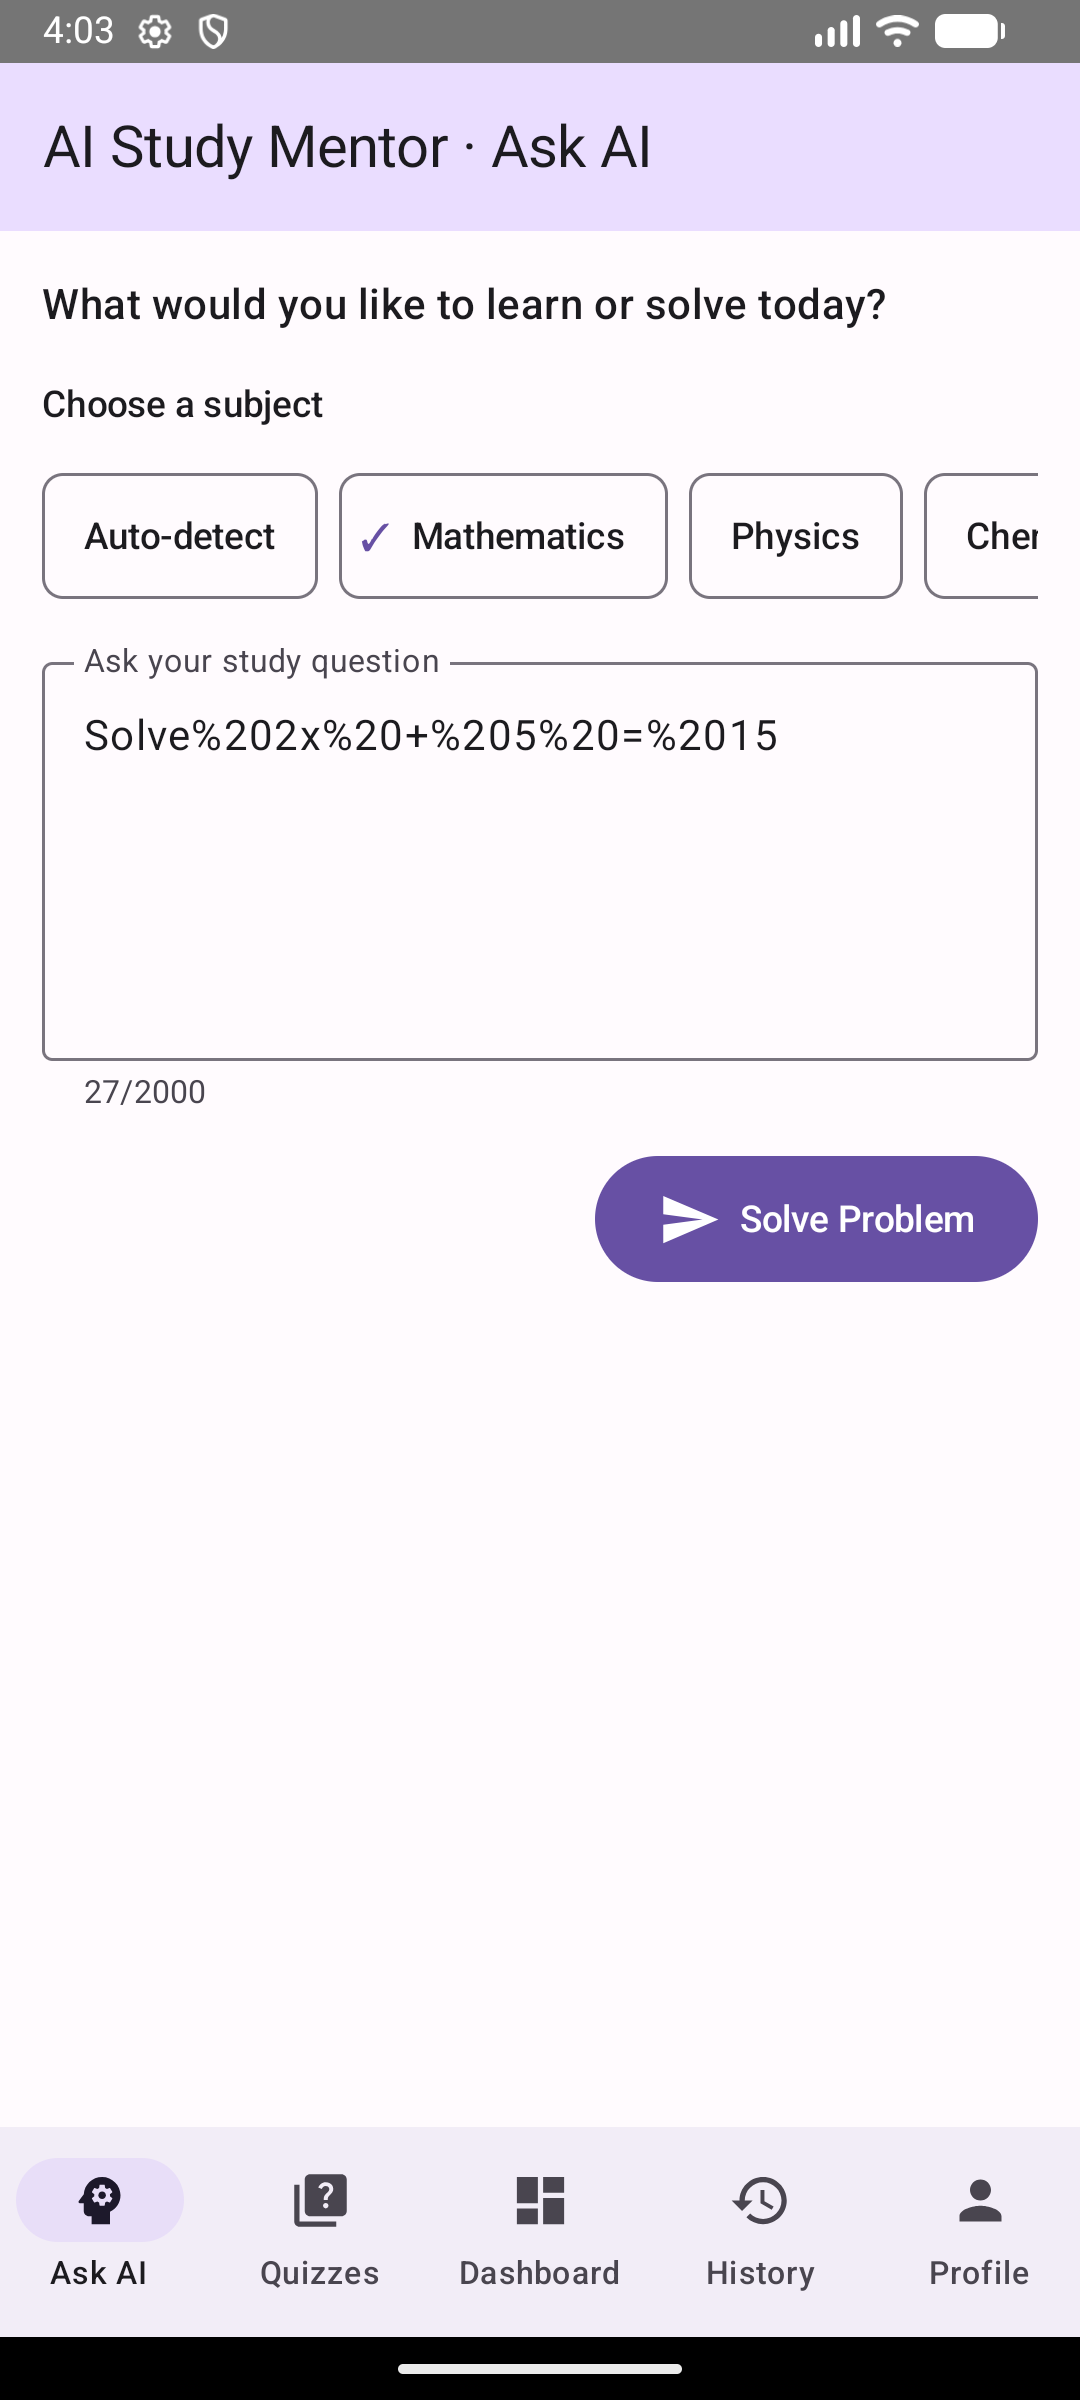 4:03
AI Study Mentor · Ask AI
What would you like to learn or solve today?
Choose a subject
Auto-detect ✓ Mathematics Physics Cher
Ask your study question
Solve%202x%20+%205%20=%2015
27/2000
Solve Problem
Ask AI Quizzes Dashboard History Profile